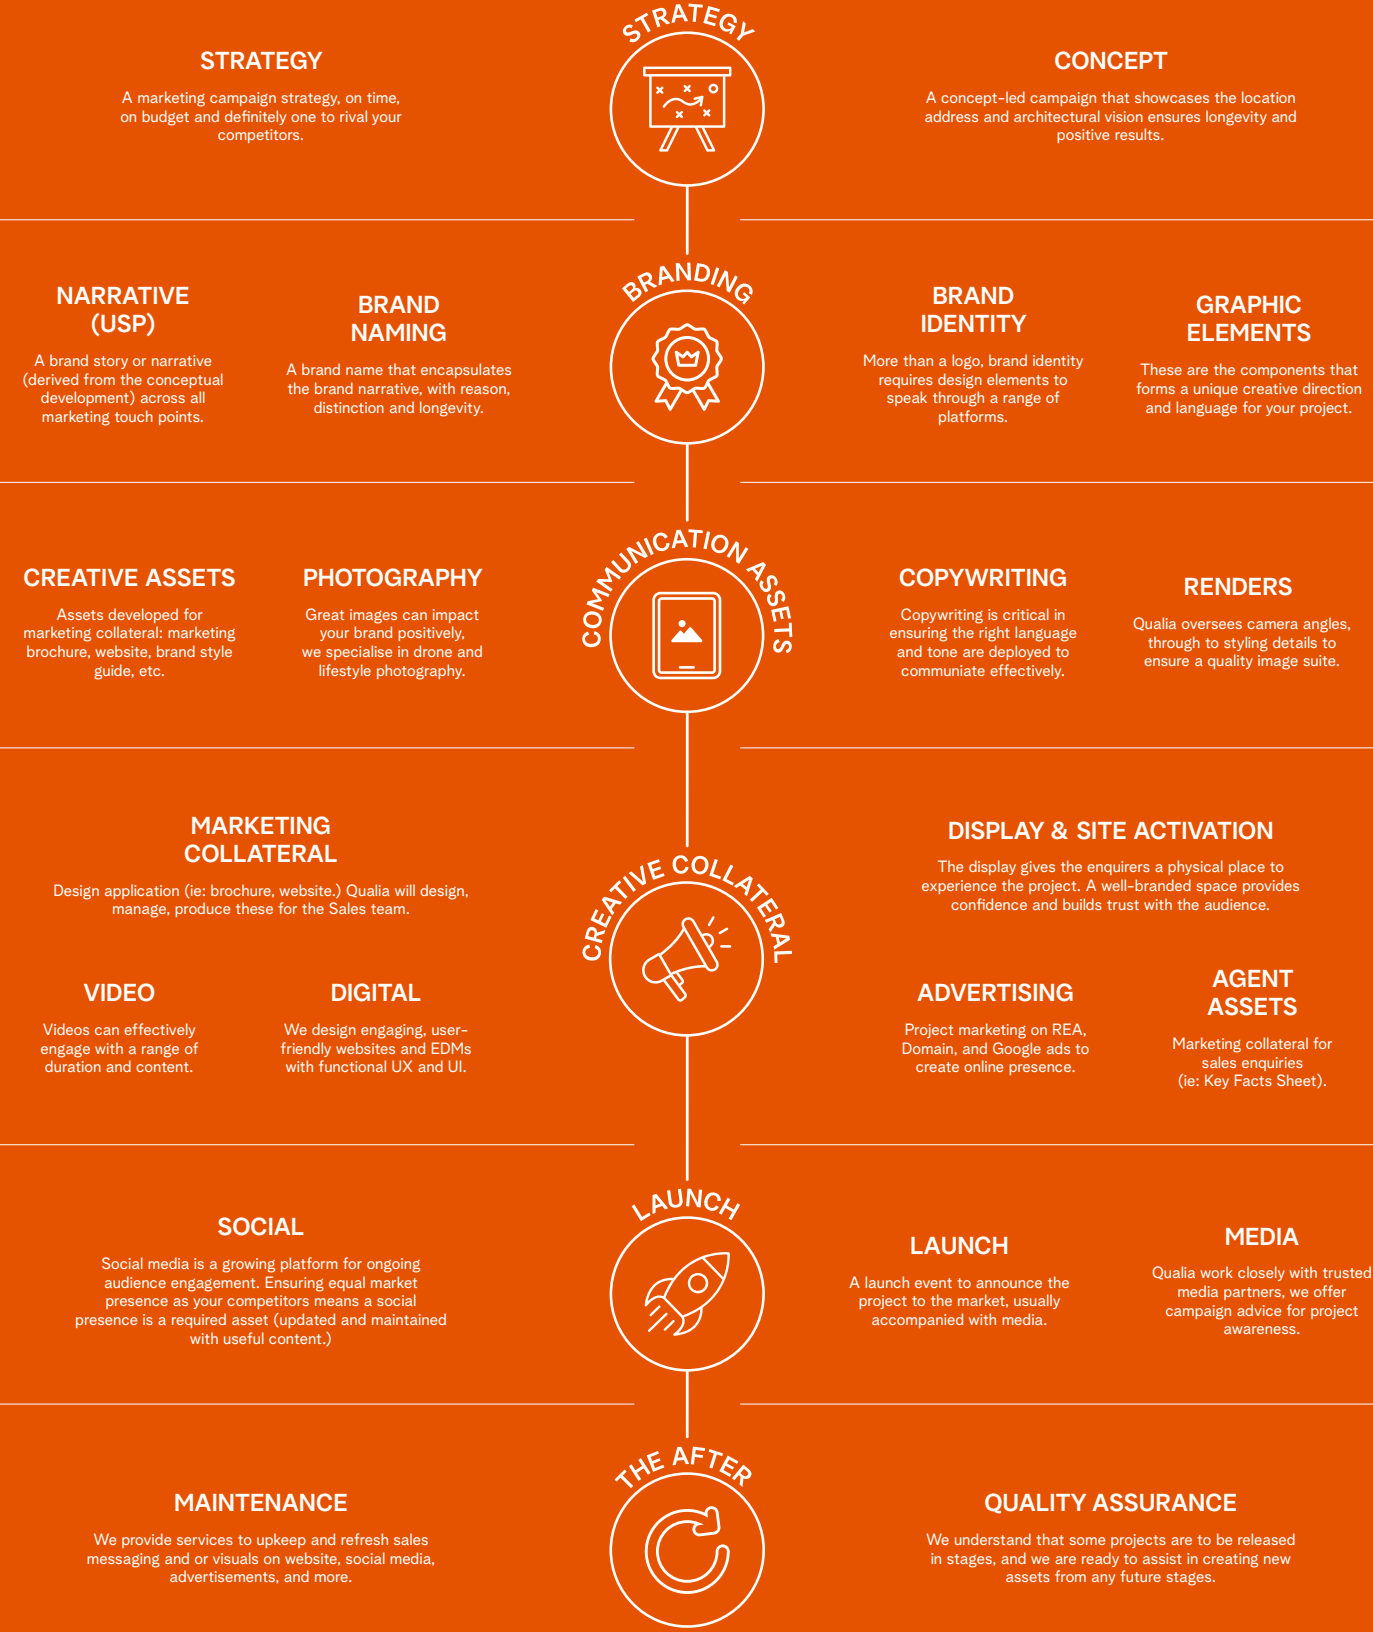 STRATEGY
STRATEGY
A marketing campaign strategy, on time,
on budget and definitely one to rival your
competitors.
CONCEPT
A concept-led campaign that showcases the location
address and architectural vision ensures longevity and
positive results.
BRANDING
NARRATIVE
(USP)
A brand story or narrative
(derived from the conceptual
development) across all
marketing touch points.
BRAND
NAMING
A brand name that encapsulates
the brand narrative, with reason,
distinction and longevity.
BRAND
IDENTITY
More than a logo, brand identity
requires design elements to
speak through a range of
platforms.
GRAPHIC
ELEMENTS
These are the components that
forms a unique creative direction
and language for your project.
COMMUNICATION ASSETS
CREATIVE ASSETS
Assets developed for
marketing collateral: marketing
brochure, website, brand style
guide, etc.
PHOTOGRAPHY
Great images can impact
your brand positively,
we specialise in drone and
lifestyle photography.
COPYWRITING
Copywriting is critical in
ensuring the right language
and tone are deployed to
communiate effectively.
RENDERS
Qualia oversees camera angles,
through to styling details to
ensure a quality image suite.
CREATIVE COLLATERAL
MARKETING
COLLATERAL
Design application (ie: brochure, website.) Qualia will design,
manage, produce these for the Sales team.
DISPLAY & SITE ACTIVATION
The display gives the enquirers a physical place to
experience the project. A well-branded space provides
confidence and builds trust with the audience.
VIDEO
Videos can effectively
engage with a range of
duration and content.
DIGITAL
We design engaging, user-
friendly websites and EDMs
with functional UX and UI.
ADVERTISING
Project marketing on REA,
Domain, and Google ads to
create online presence.
AGENT
ASSETS
Marketing collateral for
sales enquiries
(ie: Key Facts Sheet).
LAUNCH
SOCIAL
Social media is a growing platform for ongoing
audience engagement. Ensuring equal market
presence as your competitors means a social
presence is a required asset (updated and maintained
with useful content.)
LAUNCH
A launch event to announce the
project to the market, usually
accompanied with media.
MEDIA
Qualia work closely with trusted
media partners, we offer
campaign advice for project
awareness.
THE AFTER
MAINTENANCE
We provide services to upkeep and refresh sales
messaging and or visuals on website, social media,
advertisements, and more.
QUALITY ASSURANCE
We understand that some projects are to be released
in stages, and we are ready to assist in creating new
assets from any future stages.